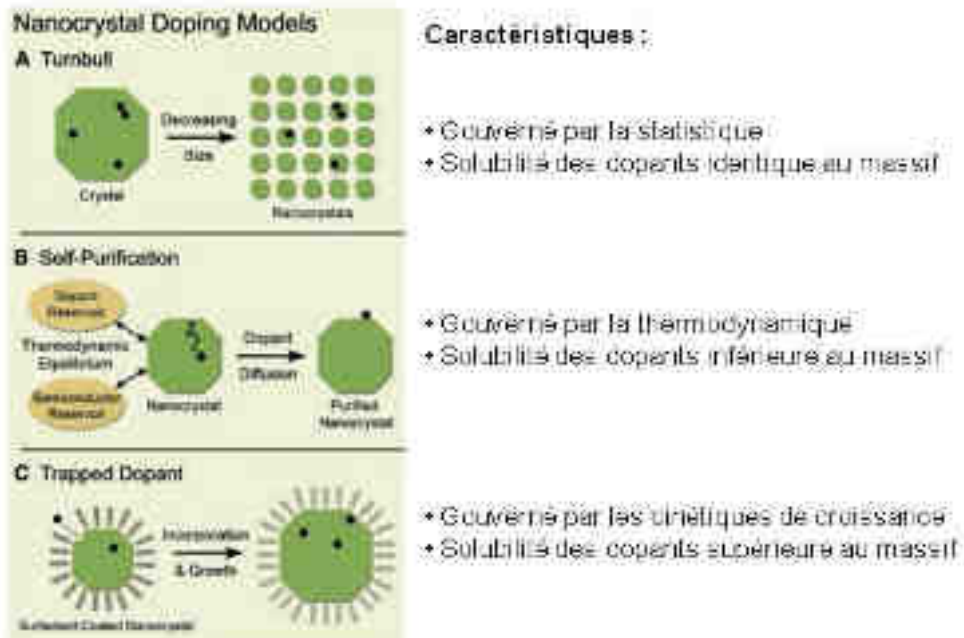 Nanocrystal Doping Models
Caractéristiques :
A Turnbull
Decreasing
Size
Crystal
Nanocrystals
• Gouverné par la statistique
• Solubilité des dopants identique au massif
B Self-Purification
Dopant
Reservoir
Thermodynamic
Equilibrium
Semiconductor
Reservoir
Nanocrystal
Dopant
Diffusion
Purified
Nanocrystal
• Gouverné par la thermodynamique
• Solubilité des dopants inférieure au massif
C Trapped Dopant
Incorporation
& Growth
Surfactant Coated Nanocrystal
• Gouverné par les cinétiques de croissance
• Solubilité des dopants supérieure au massif